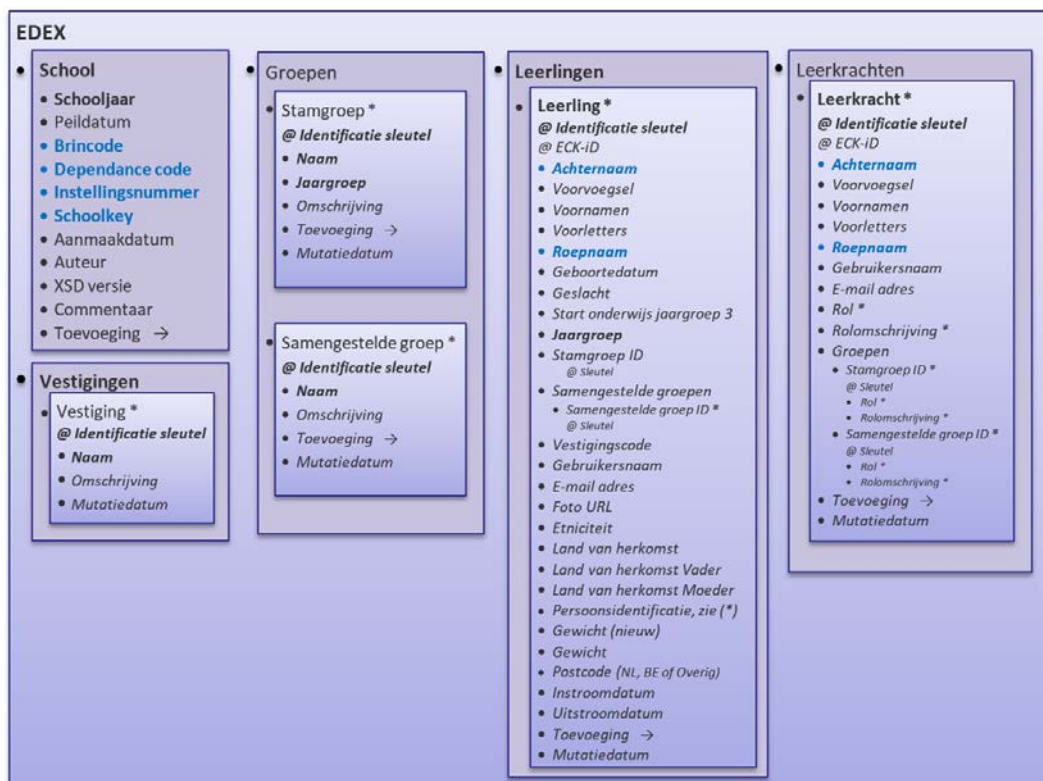 EDEX
• School
• Schooljaar
• Peildatum
• Brincode
• Dependance code
• Instellingsnummer
• Schoolkey
• Aanmaakdatum
• Auteur
• XSD versie
• Commentaar
• Toevoeging →
• Vestigingen
• Vestiging *
@ Identificatie sleutel
• Naam
• Omschrijving
• Mutatiedatum
• Groepen
• Stamgroep *
@ Identificatie sleutel
• Naam
• Jaargroep
• Omschrijving
• Toevoeging →
• Mutatiedatum
• Samengestelde groep *
@ Identificatie sleutel
• Naam
• Omschrijving
• Toevoeging →
• Mutatiedatum
• Leerlingen
• Leerling *
@ Identificatie sleutel
@ ECK-iD
• Achternaam
• Voorvoegsel
• Voornamen
• Voorletters
• Roepnaam
• Geboortedatum
• Geslacht
• Start onderwijs jaargroep 3
• Jaargroep
• Stamgroep ID
@ Sleutel
• Samengestelde groepen
• Samengestelde groep ID *
@ Sleutel
• Vestigingscode
• Gebruikersnaam
• E-mail adres
• Foto URL
• Etniciteit
• Land van herkomst
• Land van herkomst Vader
• Land van herkomst Moeder
• Persoonsidentificatie, zie (*)
• Gewicht (nieuw)
• Gewicht
• Postcode (NL, BE of Overig)
• Instroomdatum
• Uitstroomdatum
• Toevoeging →
• Mutatiedatum
• Leerkrachten
• Leerkracht *
@ Identificatie sleutel
@ ECK-iD
• Achternaam
• Voorvoegsel
• Voornamen
• Voorletters
• Roepnaam
• Gebruikersnaam
• E-mail adres
• Rol *
• Rolomschrijving *
• Groepen
• Stamgroep ID *
@ Sleutel
• Rol *
• Rolomschrijving *
• Samengestelde groep ID *
@ Sleutel
• Rol *
• Rolomschrijving *
• Toevoeging →
• Mutatiedatum